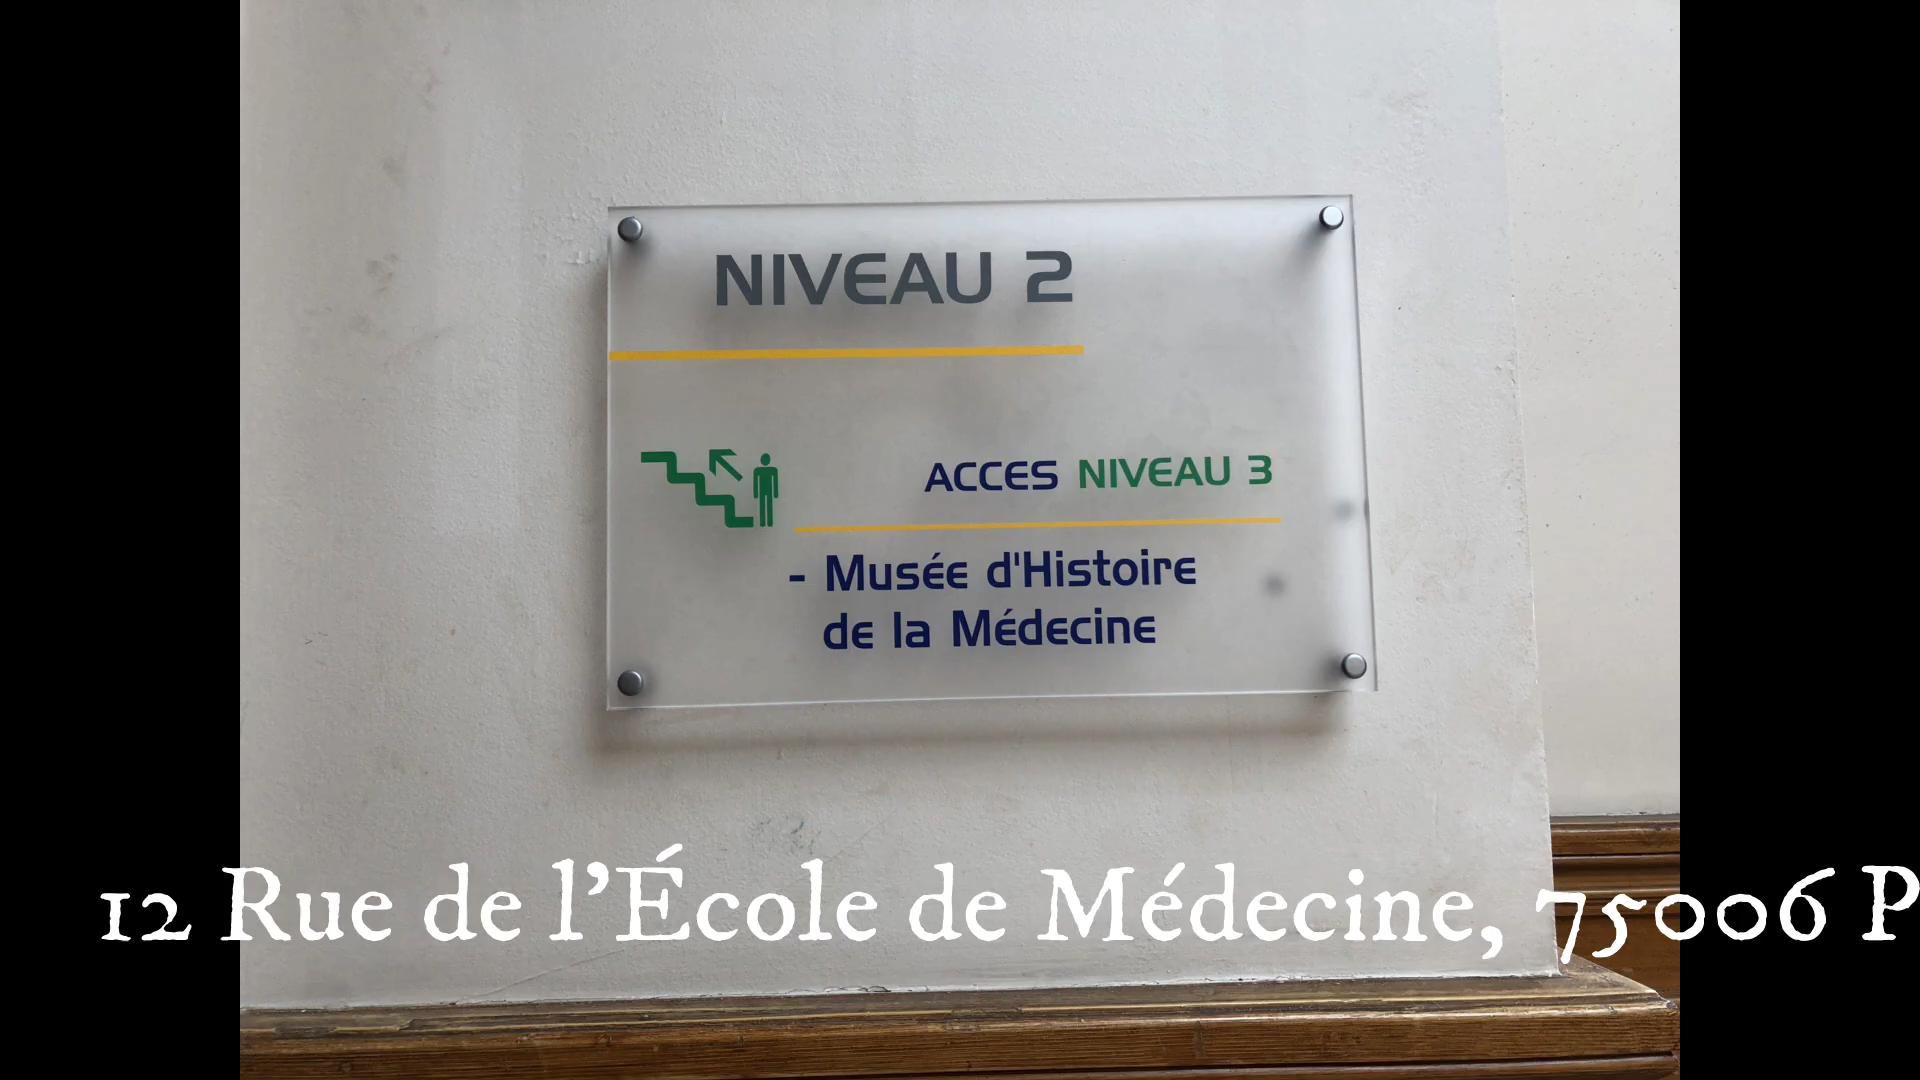 NIVEAU 2
ACCES NIVEAU 3
- Musée d'Histoire
de la Médecine
12 Rue de l'École de Médecine, 75006 P